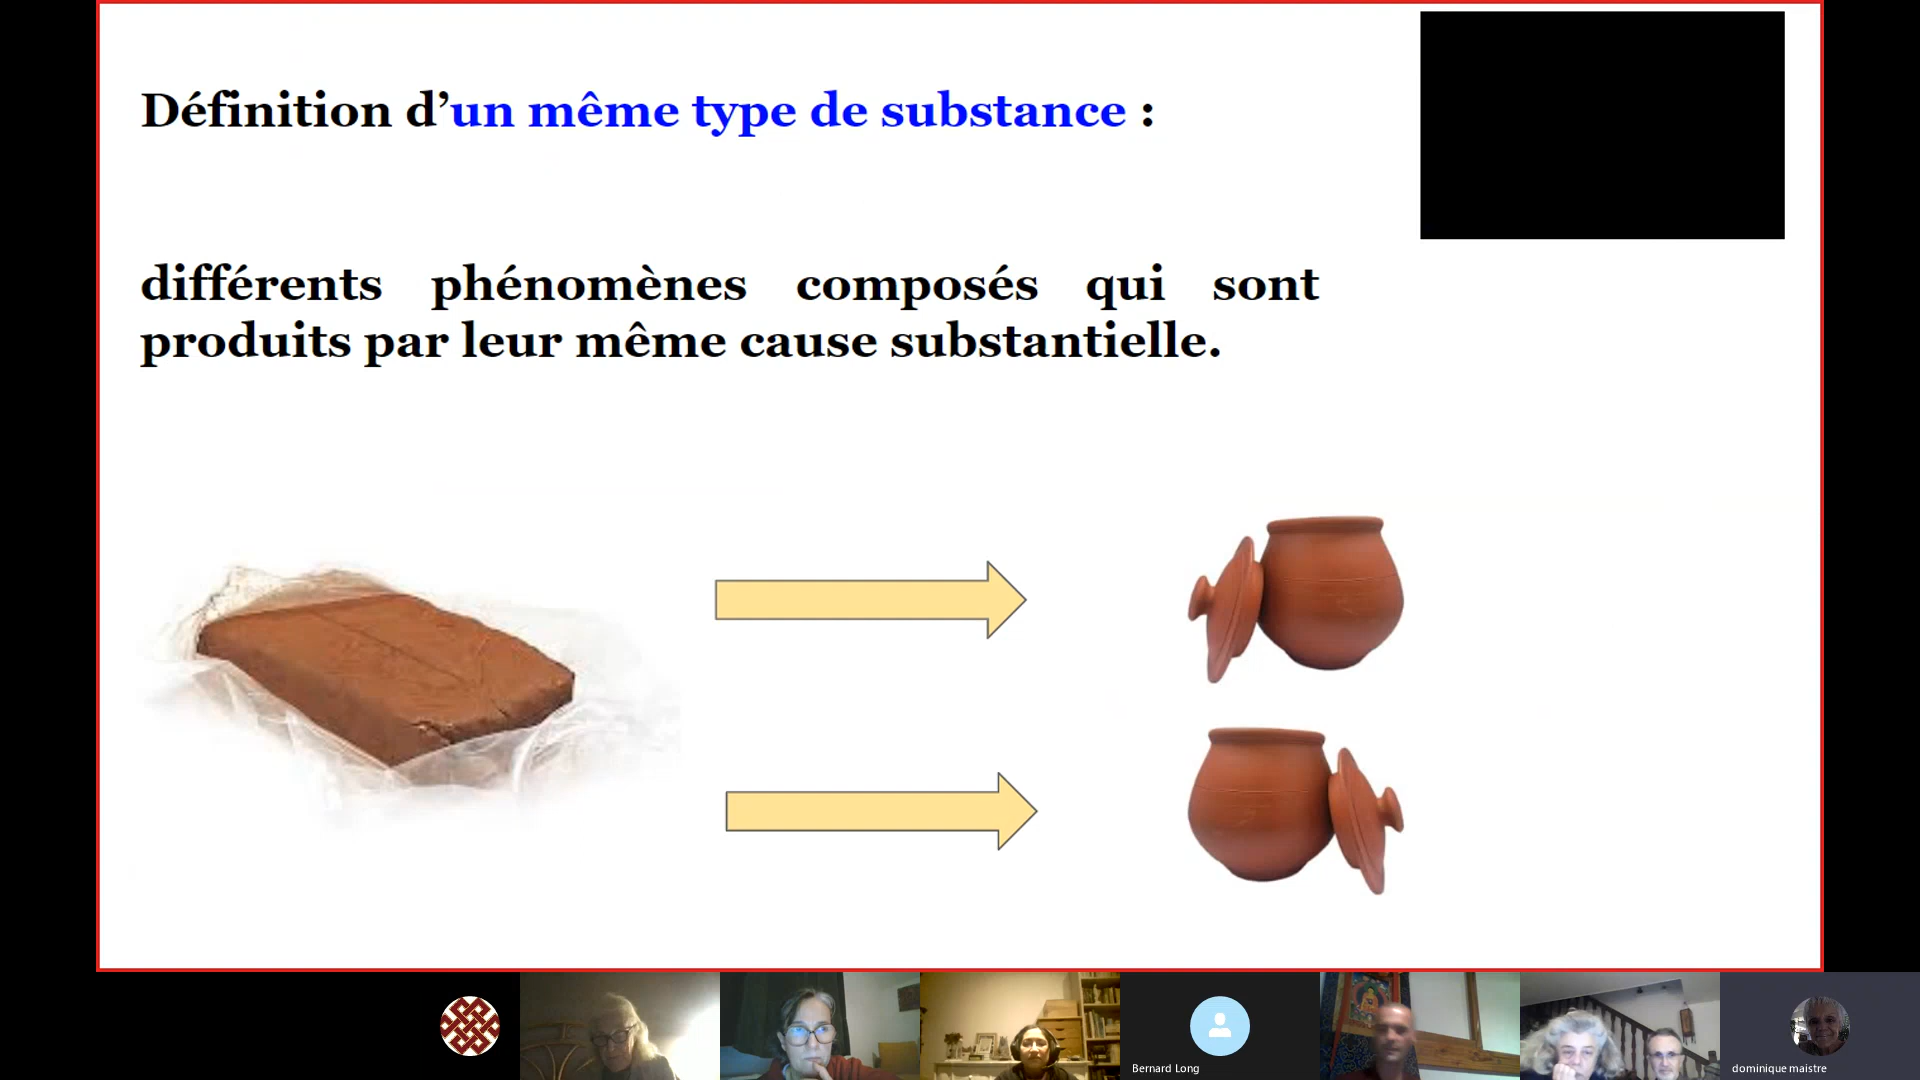 Définition d’un même type de substance :
différents phénomènes composés qui sont
produits par leur même cause substantielle.
Bernard Long
dominique maistre